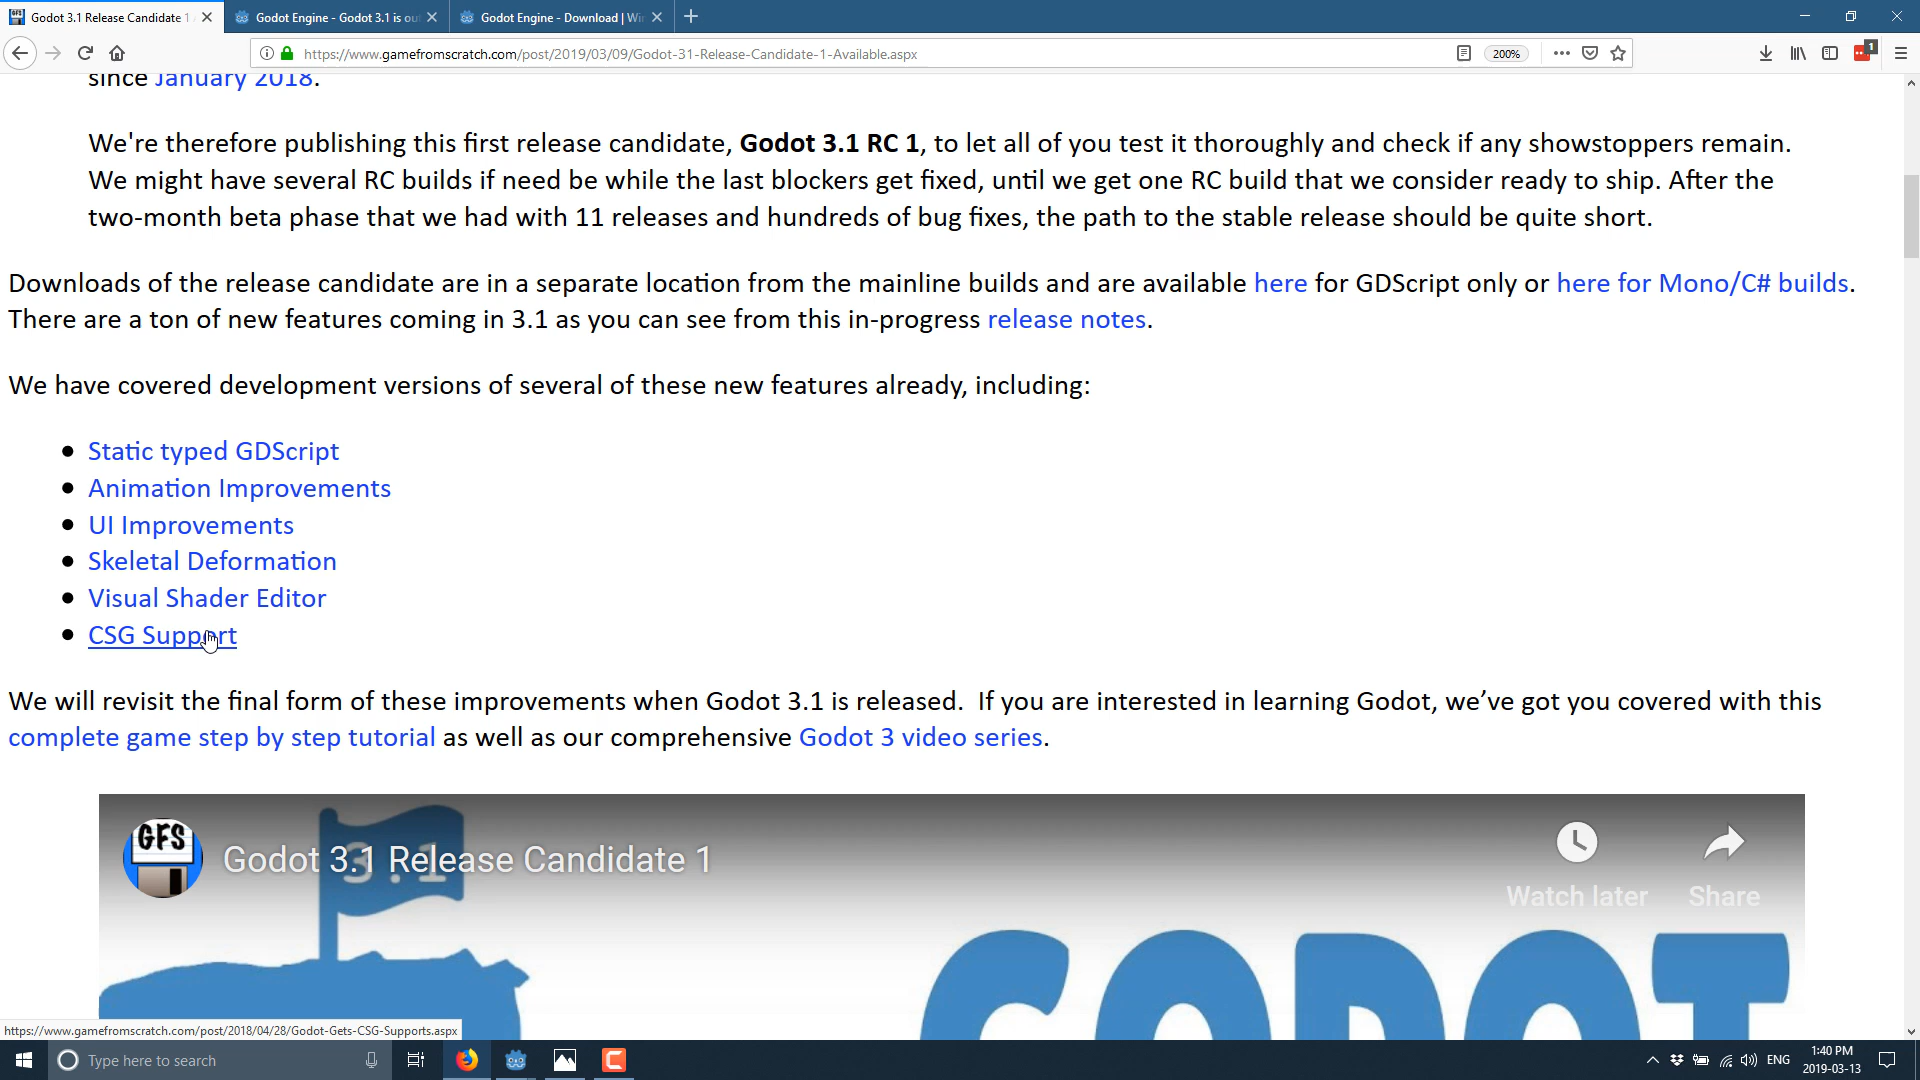 Godot 3.1 Release Candidate 1
Godot Engine - Godot 3.1 is ou
Godot Engine - Download | Wi
https://www.gamefromscratch.com/post/2019/03/09/Godot-31-Release-Candidate-1-Available.aspx
200%
1
since January 2018.
We're therefore publishing this first release candidate, Godot 3.1 RC 1, to let all of you test it thoroughly and check if any showstoppers remain.
We might have several RC builds if need be while the last blockers get fixed, until we get one RC build that we consider ready to ship. After the
two-month beta phase that we had with 11 releases and hundreds of bug fixes, the path to the stable release should be quite short.
Downloads of the release candidate are in a separate location from the mainline builds and are available here for GDScript only or here for Mono/C# builds.
There are a ton of new features coming in 3.1 as you can see from this in-progress release notes.
We have covered development versions of several of these new features already, including:
Static typed GDScript
Animation Improvements
UI Improvements
Skeletal Deformation
Visual Shader Editor
CSG Support
We will revisit the final form of these improvements when Godot 3.1 is released.  If you are interested in learning Godot, we’ve got you covered with this
complete game step by step tutorial as well as our comprehensive Godot 3 video series.
GFS
Godot 3.1 Release Candidate 1
3.1
Watch later
Share
GODOT
https://www.gamefromscratch.com/post/2018/04/28/Godot-Gets-CSG-Supports.aspx
Type here to search
ENG
1:40 PM
2019-03-13